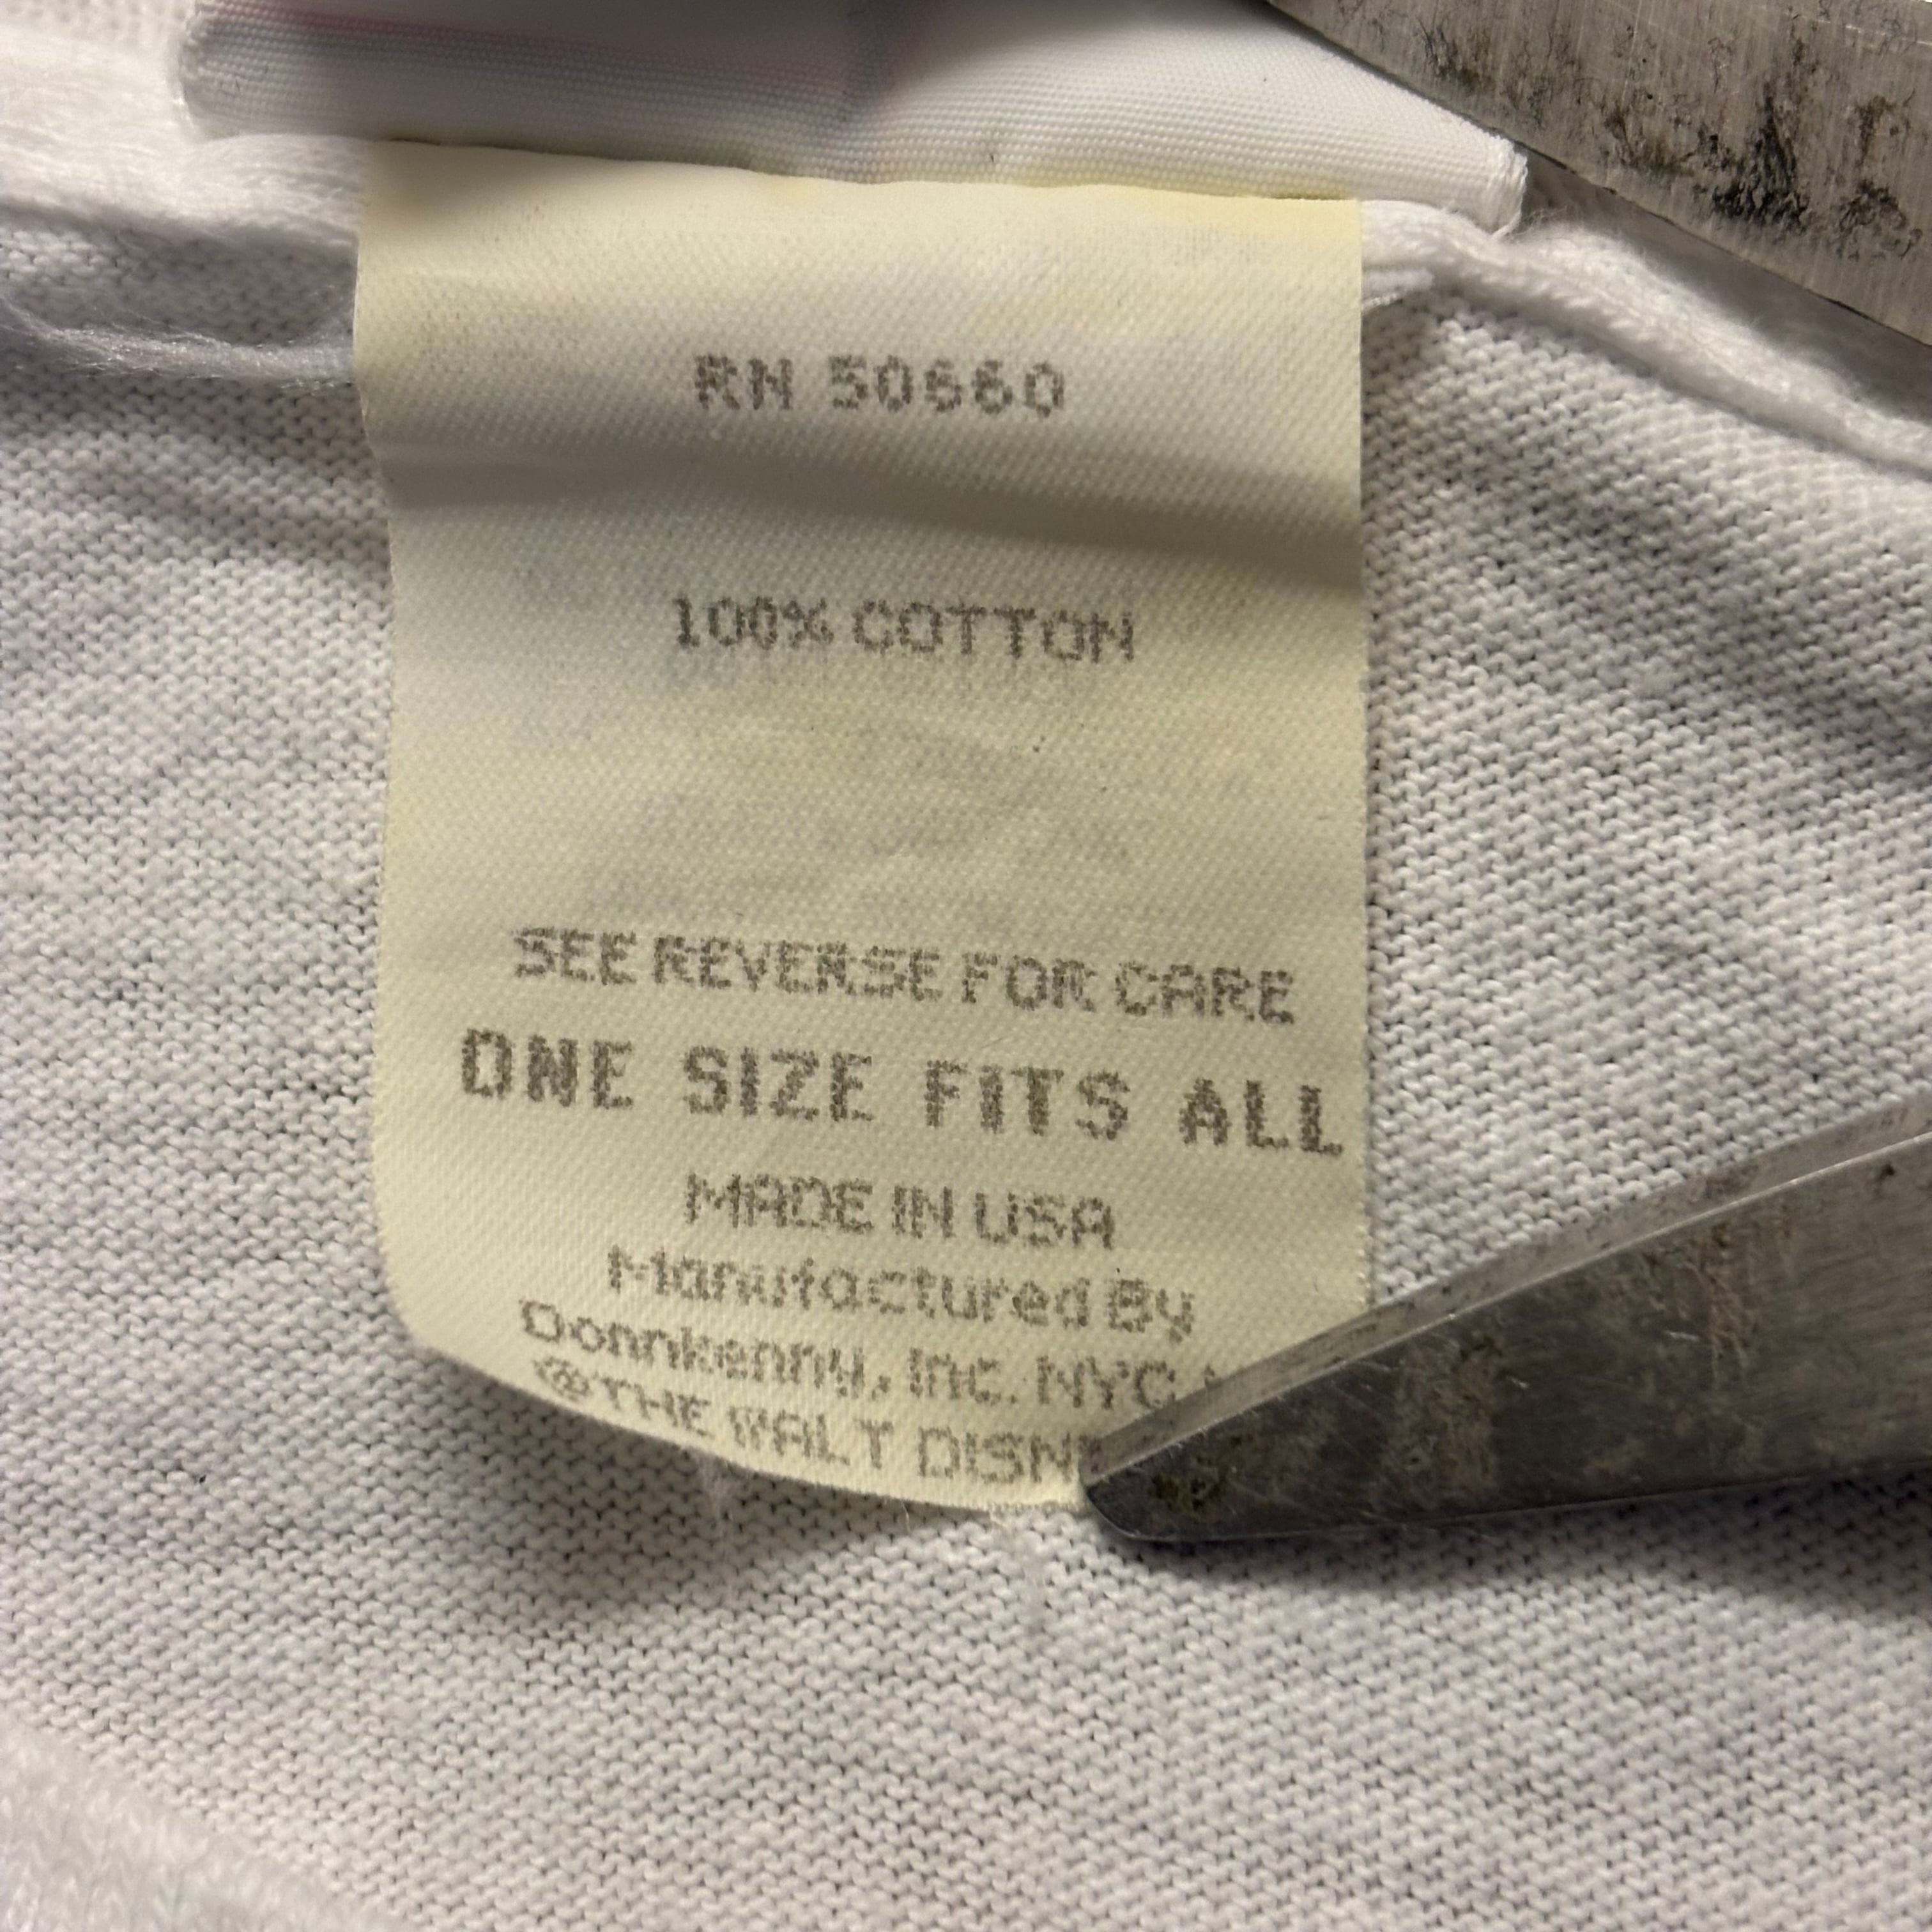 RN 50660
100% COTTON
SEE REVERSE FOR CARE
ONE SIZE FITS ALL
MADE IN USA
Manufactured By
Donnkenny, Inc. NYC
©THE WALT